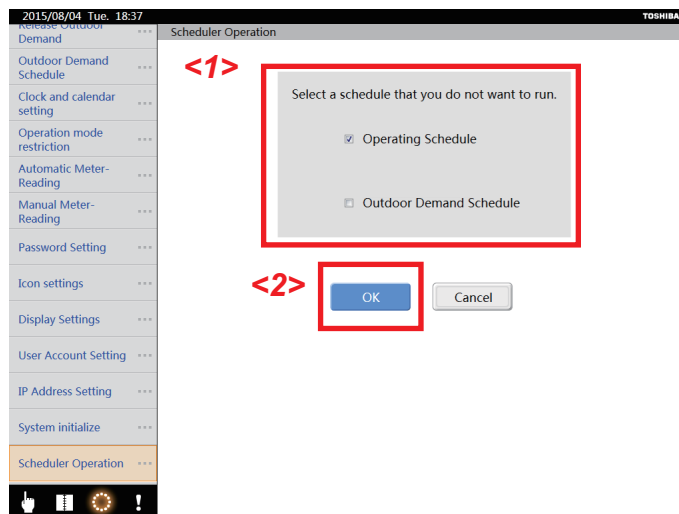 2015/08/04 Tue. 18:37
TOSHIBA
Release Outdoor
Demand
Scheduler Operation
Outdoor Demand
Schedule
Clock and calendar
setting
Operation mode
restriction
Automatic Meter-
Reading
Manual Meter-
Reading
Password Setting
Icon settings
Display Settings
User Account Setting
IP Address Setting
System initialize
Scheduler Operation
<1>
Select a schedule that you do not want to run.
Operating Schedule
Outdoor Demand Schedule
<2>
OK
Cancel